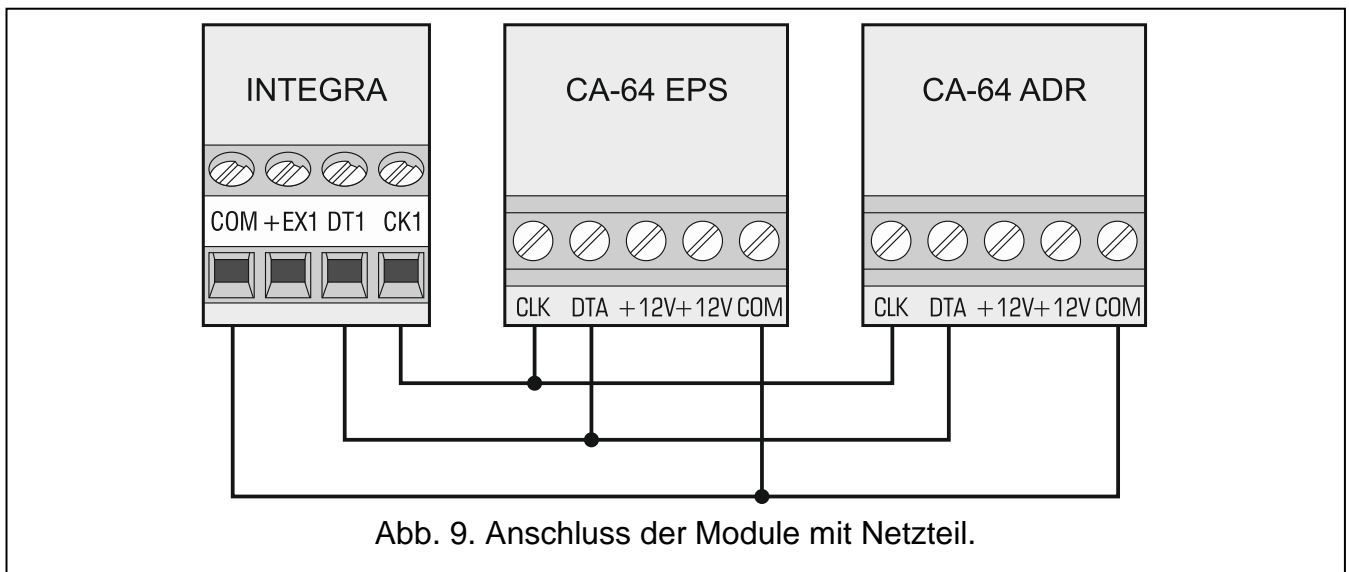 INTEGRA
COM +EX1 DT1 CK1
CA-64 EPS
CLK DTA +12V+12V COM
CA-64 ADR
CLK DTA +12V+12V COM
Abb. 9. Anschluss der Module mit Netzteil.